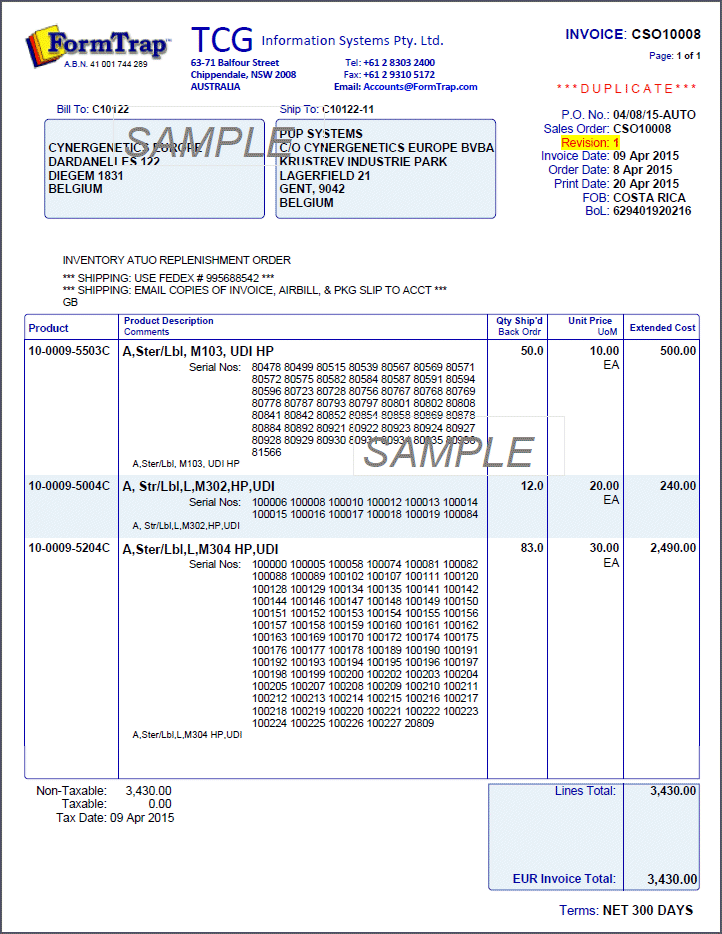 FormTrap™
A.B.N. 41 001 744 289
TCG Information Systems Pty. Ltd.
63-71 Balfour Street
Chippendale, NSW 2008
AUSTRALIA
Tel: +61 2 8303 2400
Fax: +61 2 9310 5172
Email: Accounts@FormTrap.com
INVOICE: CSO10008
Page: 1 of 1
***DUPLICATE***
P.O. No.: 04/08/15-AUTO
Sales Order: CSO10008
Revision: 1
Invoice Date: 09 Apr 2015
Order Date: 8 Apr 2015
Print Date: 20 Apr 2015
FOB: COSTA RICA
BoL: 629401920216
Bill To: C10122
CYNERGENETICS EUROPE
DARDANELLES 122
DIEGEM 1831
BELGIUM
Ship To: C10122-11
PUP SYSTEMS
C/O CYNERGENETICS EUROPE BVBA
KRUSTREV INDUSTRIE PARK
LAGERFIELD 21
GENT, 9042
BELGIUM
SAMPLE
INVENTORY ATUO REPLENISHMENT ORDER
*** SHIPPING: USE FEDEX # 995688542 ***
*** SHIPPING: EMAIL COPIES OF INVOICE, AIRBILL, & PKG SLIP TO ACCT ***
GB
Product Product Description Qty Ship'd Unit Price Extended Cost
Comments Back Ordr UoM
10-0009-5503C A,Ster/Lbl, M103, UDI HP 50.0 10.00 500.00
EA
Serial Nos: 80478 80499 80515 80539 80567 80569 80571
80572 80575 80582 80584 80587 80591 80594
80596 80723 80728 80756 80767 80768 80769
80778 80787 80793 80797 80801 80802 80808
80841 80842 80852 80854 80858 80869 80878
80884 80892 80921 80922 80923 80924 80927
80928 80929 80930 80931 80934 80935 80936
81566
A,Ster/Lbl, M103, UDI HP
SAMPLE
10-0009-5004C A, Str/Lbl,L,M302,HP,UDI 12.0 20.00 240.00
EA
Serial Nos: 100006 100008 100010 100012 100013 100014
100015 100016 100017 100018 100019 100084
A, Str/Lbl,L,M302,HP,UDI
10-0009-5204C A,Ster/Lbl,L,M304 HP,UDI 83.0 30.00 2,490.00
EA
Serial Nos: 100000 100005 100058 100074 100081 100082
100088 100089 100102 100107 100111 100120
100128 100129 100134 100135 100141 100142
100144 100146 100147 100148 100149 100150
100151 100152 100153 100154 100155 100156
100157 100158 100159 100160 100161 100162
100163 100169 100170 100172 100174 100175
100176 100177 100178 100189 100190 100191
100192 100193 100194 100195 100196 100197
100198 100199 100200 100202 100203 100204
100205 100207 100208 100209 100210 100211
100212 100213 100214 100215 100216 100217
100218 100219 100220 100221 100222 100223
100224 100225 100226 100227 20809
A,Ster/Lbl,L,M304 HP,UDI
Non-Taxable: 3,430.00
Taxable: 0.00
Tax Date: 09 Apr 2015
Lines Total: 3,430.00
EUR Invoice Total: 3,430.00
Terms: NET 300 DAYS